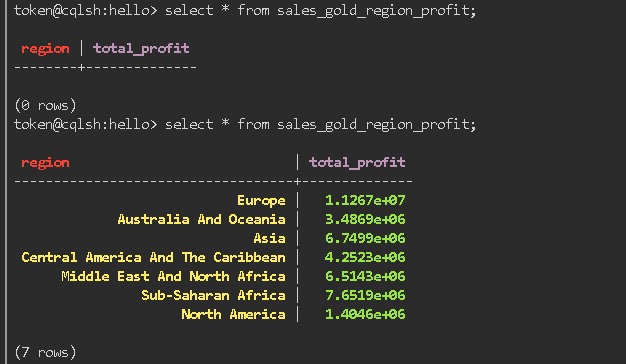 token@cqlsh:hello> select * from sales_gold_region_profit;
region | total_profit
--------+--------------
(0 rows)
token@cqlsh:hello> select * from sales_gold_region_profit;
region | total_profit
---------------------------------+--------------
Europe | 1.1267e+07
Australia And Oceania | 3.4869e+06
Asia | 6.7499e+06
Central America And The Caribbean | 4.2523e+06
Middle East And North Africa | 6.5143e+06
Sub-Saharan Africa | 7.6519e+06
North America | 1.4046e+06
(7 rows)